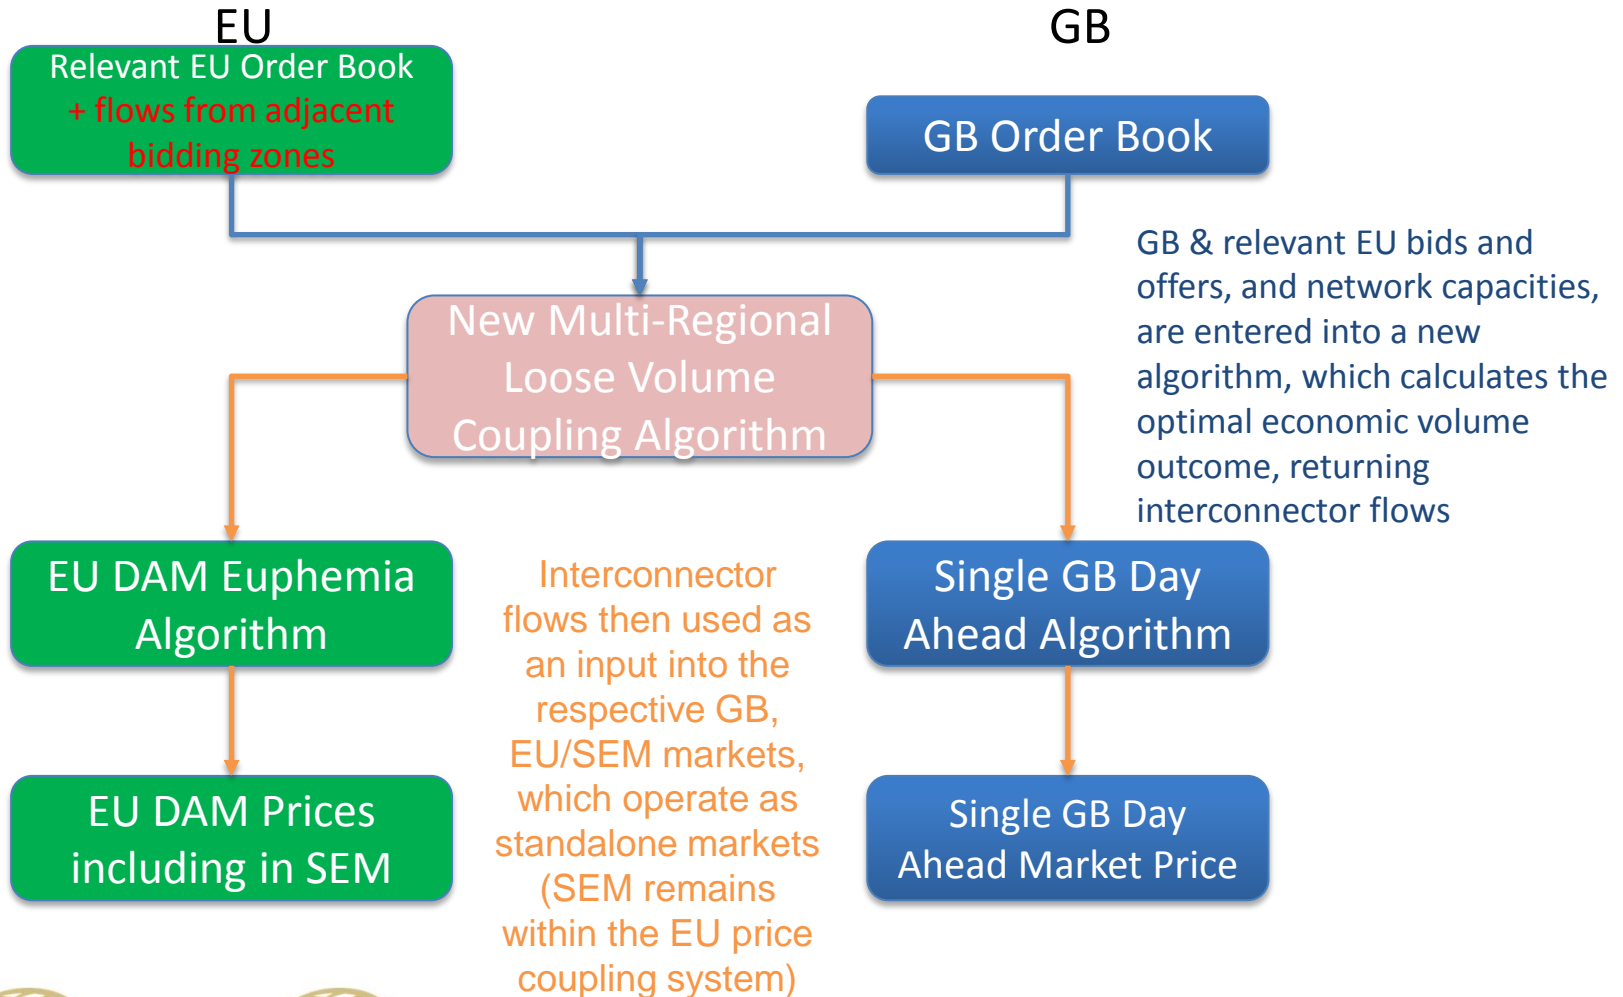 EU
GB
Relevant EU Order Book
+ flows from adjacent
bidding zones
GB Order Book
GB & relevant EU bids and
offers, and network capacities,
are entered into a new
algorithm, which calculates the
optimal economic volume
outcome, returning
interconnector flows
New Multi-Regional
Loose Volume
Coupling Algorithm
EU DAM Euphemia
Algorithm
Interconnector
flows then used as
an input into the
respective GB,
EU/SEM markets,
which operate as
standalone markets
(SEM remains
within the EU price
coupling system)
Single GB Day
Ahead Algorithm
EU DAM Prices
including in SEM
Single GB Day
Ahead Market Price